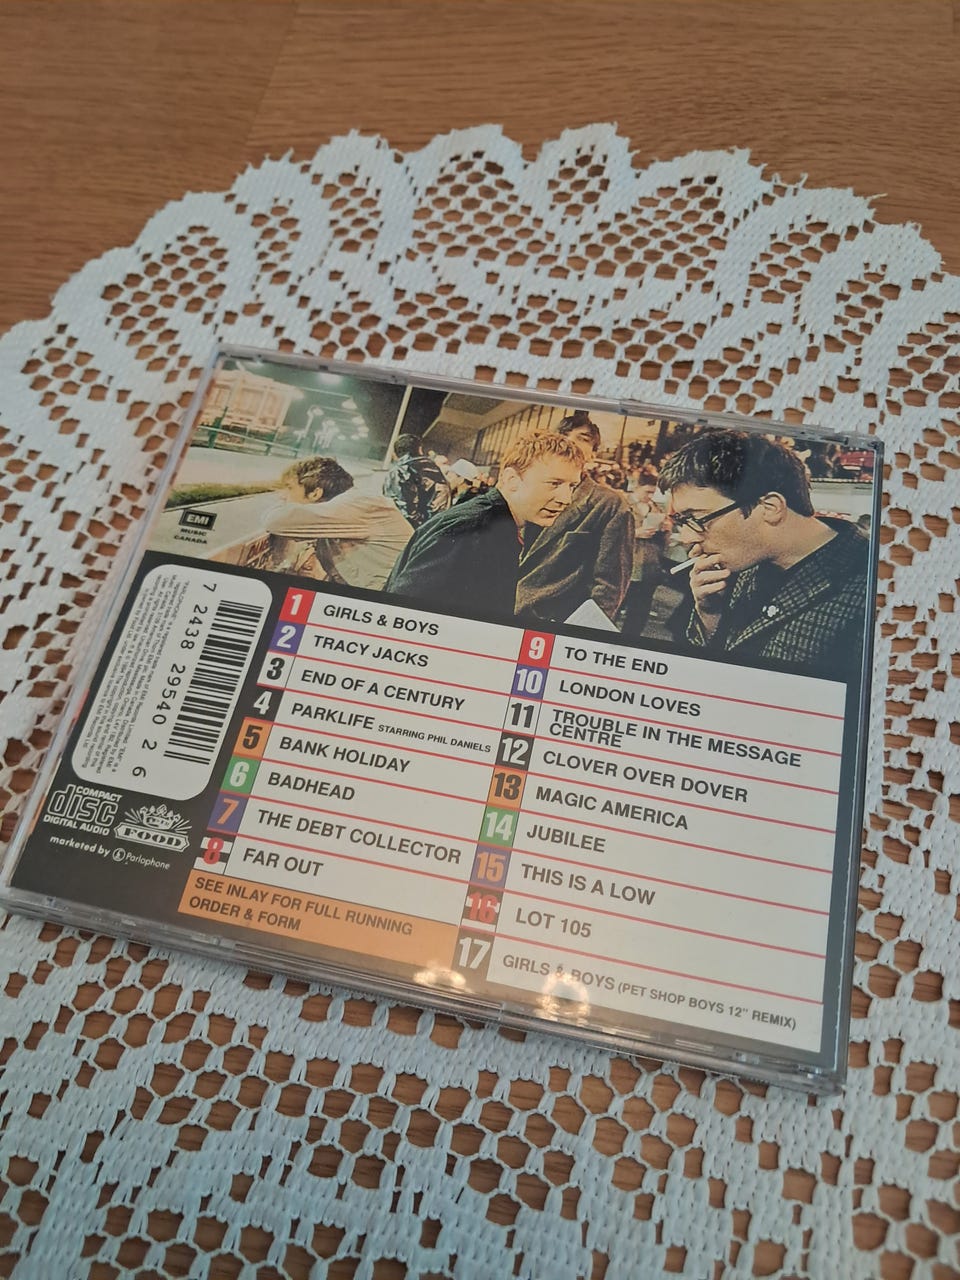 EMI
MUSIC
CANADA
7 2438 29540 2 6
COMPACT
disc
DIGITAL AUDIO
FOOD
marketed by Parlophone
1 GIRLS & BOYS
2 TRACY JACKS
3 END OF A CENTURY
4 PARKLIFE STARRING PHIL DANIELS
5 BANK HOLIDAY
6 BADHEAD
7 THE DEBT COLLECTOR
8 FAR OUT
SEE INLAY FOR FULL RUNNING
ORDER & FORM
9 TO THE END
10 LONDON LOVES
11 TROUBLE IN THE MESSAGE
CENTRE
12 CLOVER OVER DOVER
13 MAGIC AMERICA
14 JUBILEE
15 THIS IS A LOW
16 LOT 105
17 GIRLS & BOYS (PET SHOP BOYS 12" REMIX)